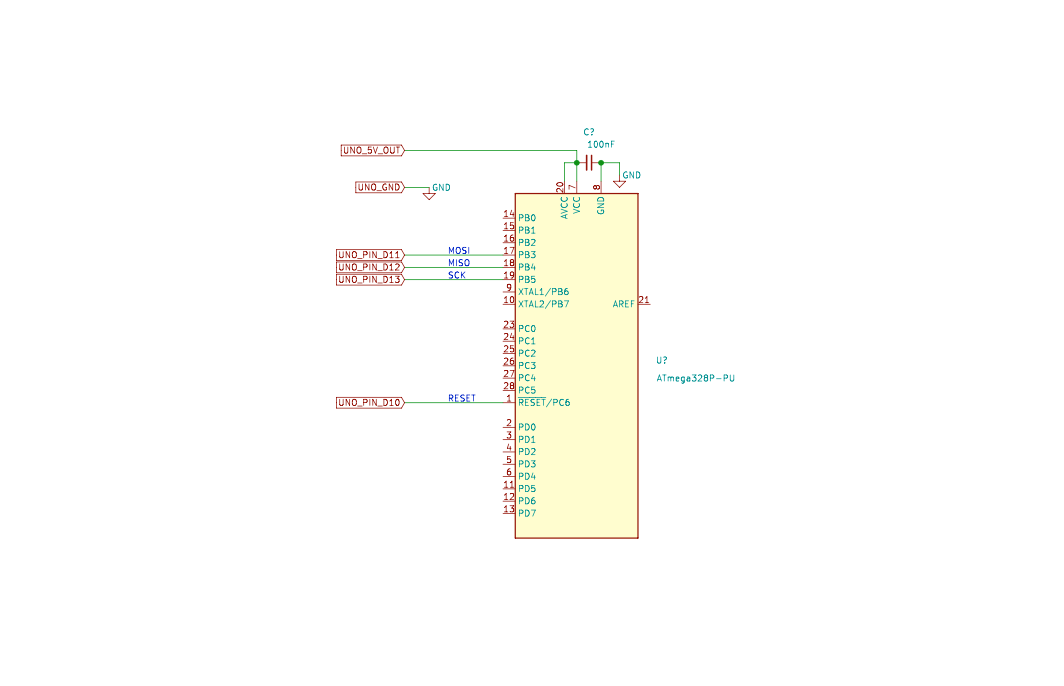 C?
100nF
UNO_5V_OUT
GND
UNO_GND
GND
20
7
8
AVCC
VCC
GND
14 PB0
15 PB1
16 PB2
UNO_PIN_D11 MOSI 17 PB3
UNO_PIN_D12 MISO 18 PB4
UNO_PIN_D13 SCK 19 PB5
9 XTAL1/PB6
10 XTAL2/PB7 AREF 21
23 PC0
24 PC1
25 PC2
26 PC3
27 PC4
28 PC5
UNO_PIN_D10 RESET 1 RESET/PC6
U?
ATmega328P-PU
2 PD0
3 PD1
4 PD2
5 PD3
6 PD4
11 PD5
12 PD6
13 PD7